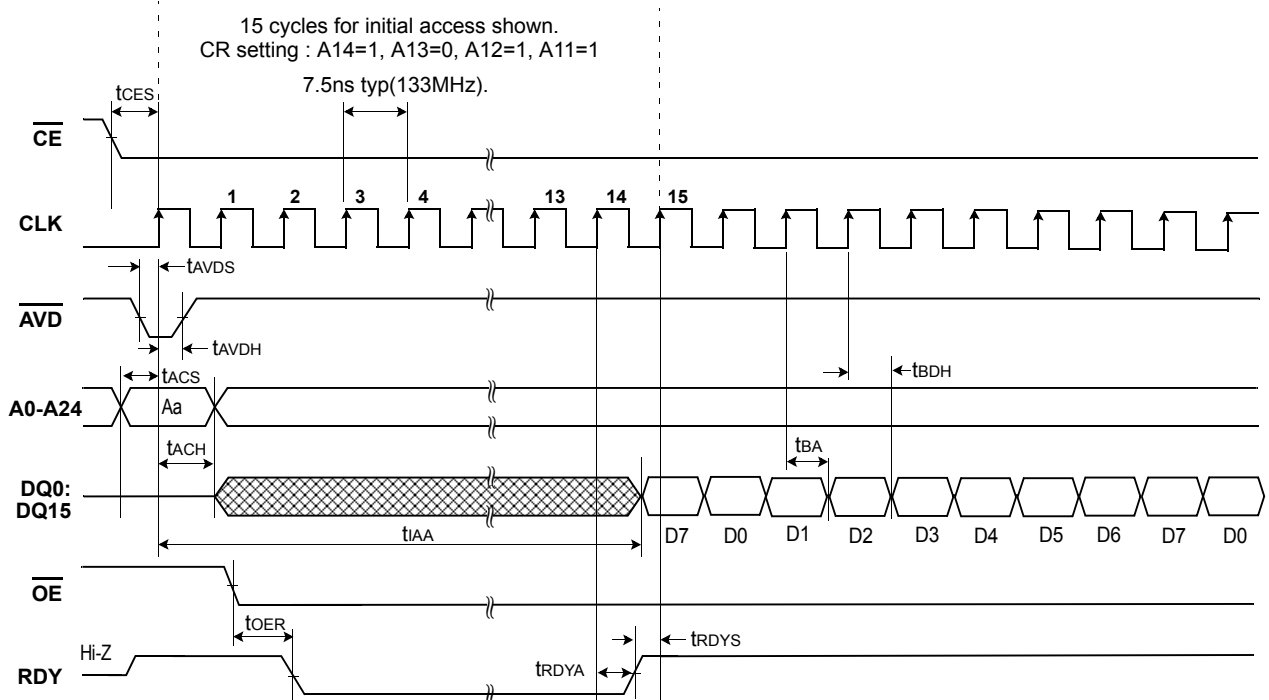 15 cycles for initial access shown.
CR setting : A14=1, A13=0, A12=1, A11=1
7.5ns typ(133MHz).
tCES
CE
CLK
1 2 3 4 13 14 15
tAVDS
AVD
tAVDH
tACS
tBDH
A0-A24
Aa
tACH
tBA
DQ0:
DQ15
tIAA
D7 D0 D1 D2 D3 D4 D5 D6 D7 D0
OE
tOER
tRDYS
Hi-Z
RDY
tRDYA